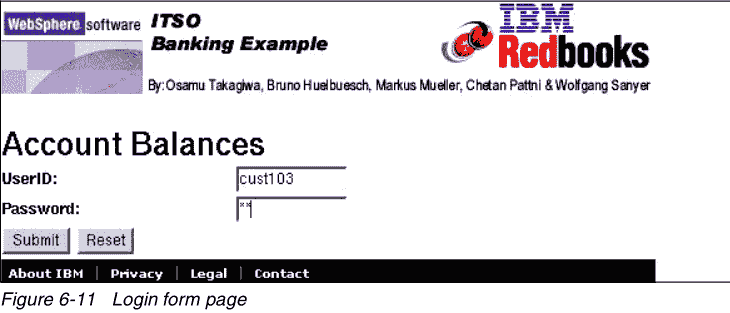 WebSphere software ITSO
Banking Example
IBM
Redbooks
By: Osamu Takagiwa, Bruno Huelbuesch, Markus Mueller, Chetan Pattni & Wolfgang Sanyer
Account Balances
UserID: cust103
Password: **
Submit Reset
About IBM | Privacy | Legal | Contact
Figure 6-11 Login form page